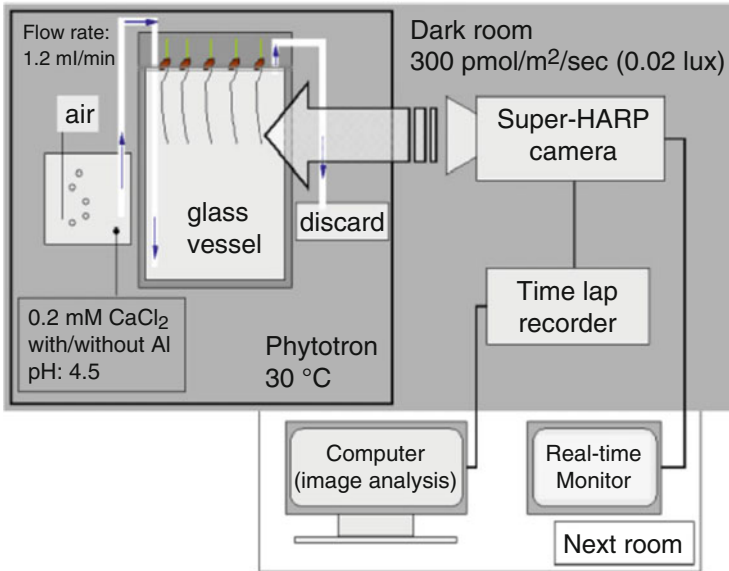 Flow rate:
1.2 ml/min
air
glass
vessel
discard
0.2 mM CaCl2
with/without Al
pH: 4.5
Phytotron
30 °C
Dark room
300 pmol/m2/sec (0.02 lux)
Super-HARP
camera
Time lap
recorder
Computer
(image analysis)
Real-time
Monitor
Next room